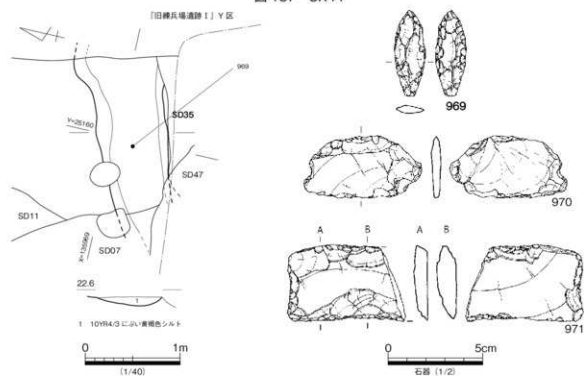 『旧練兵場遺跡Ⅰ』Y区
969
Y=25160
SD35
SD47
SD11
SD07
22.6
1
1 10YR4/3 にぶい黄褐色シルト
0 1m
(1/40)
969
970
A B A B
971
0 5cm
石器 (1/2)